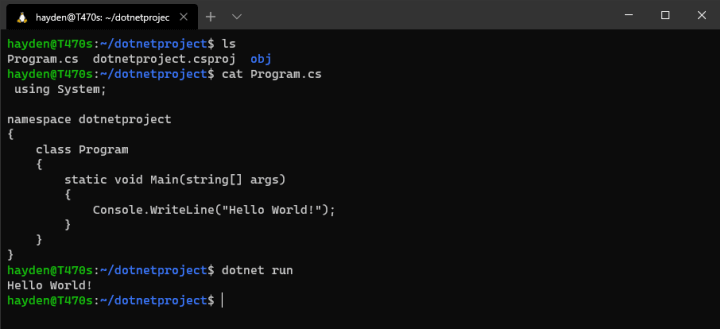 hayden@T470s: ~/dotnetprojec
hayden@T470s:~/dotnetproject$ ls
Program.cs  dotnetproject.csproj  obj
hayden@T470s:~/dotnetproject$ cat Program.cs
 using System;

namespace dotnetproject
{
    class Program
    {
        static void Main(string[] args)
        {
            Console.WriteLine("Hello World!");
        }
    }
}
hayden@T470s:~/dotnetproject$ dotnet run
Hello World!
hayden@T470s:~/dotnetproject$